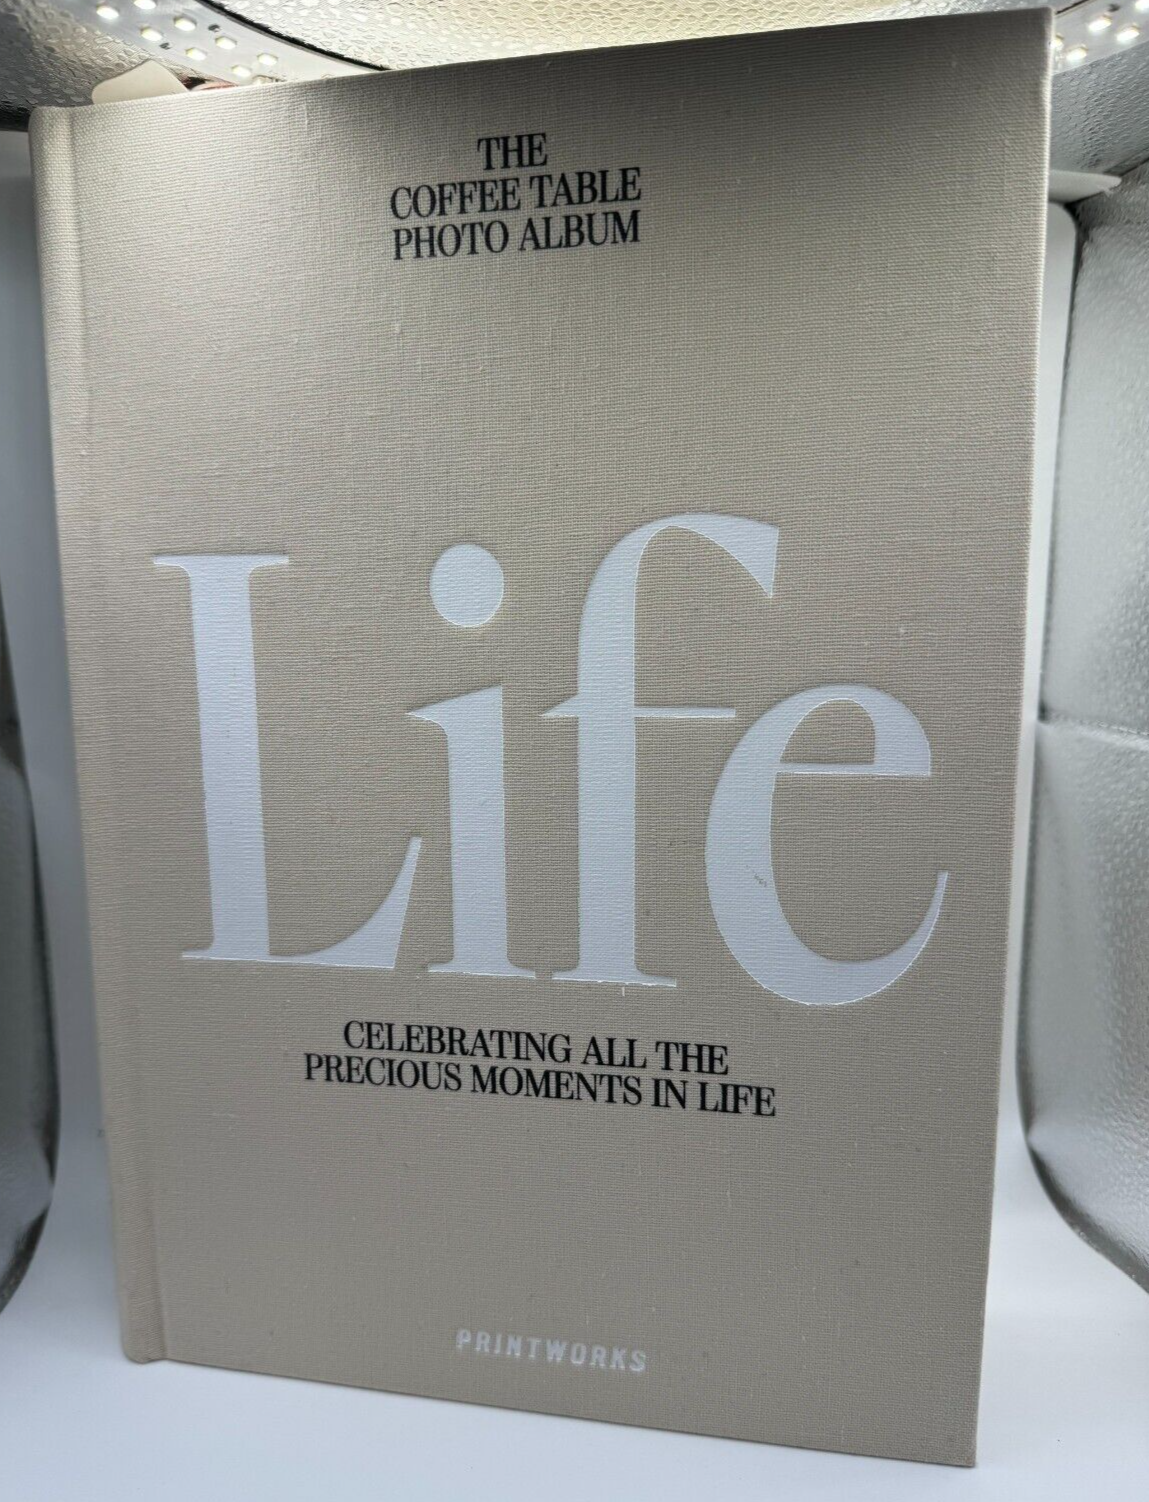 THE
COFFEE TABLE
PHOTO ALBUM
Life
CELEBRATING ALL THE
PRECIOUS MOMENTS IN LIFE
PRINTWORKS